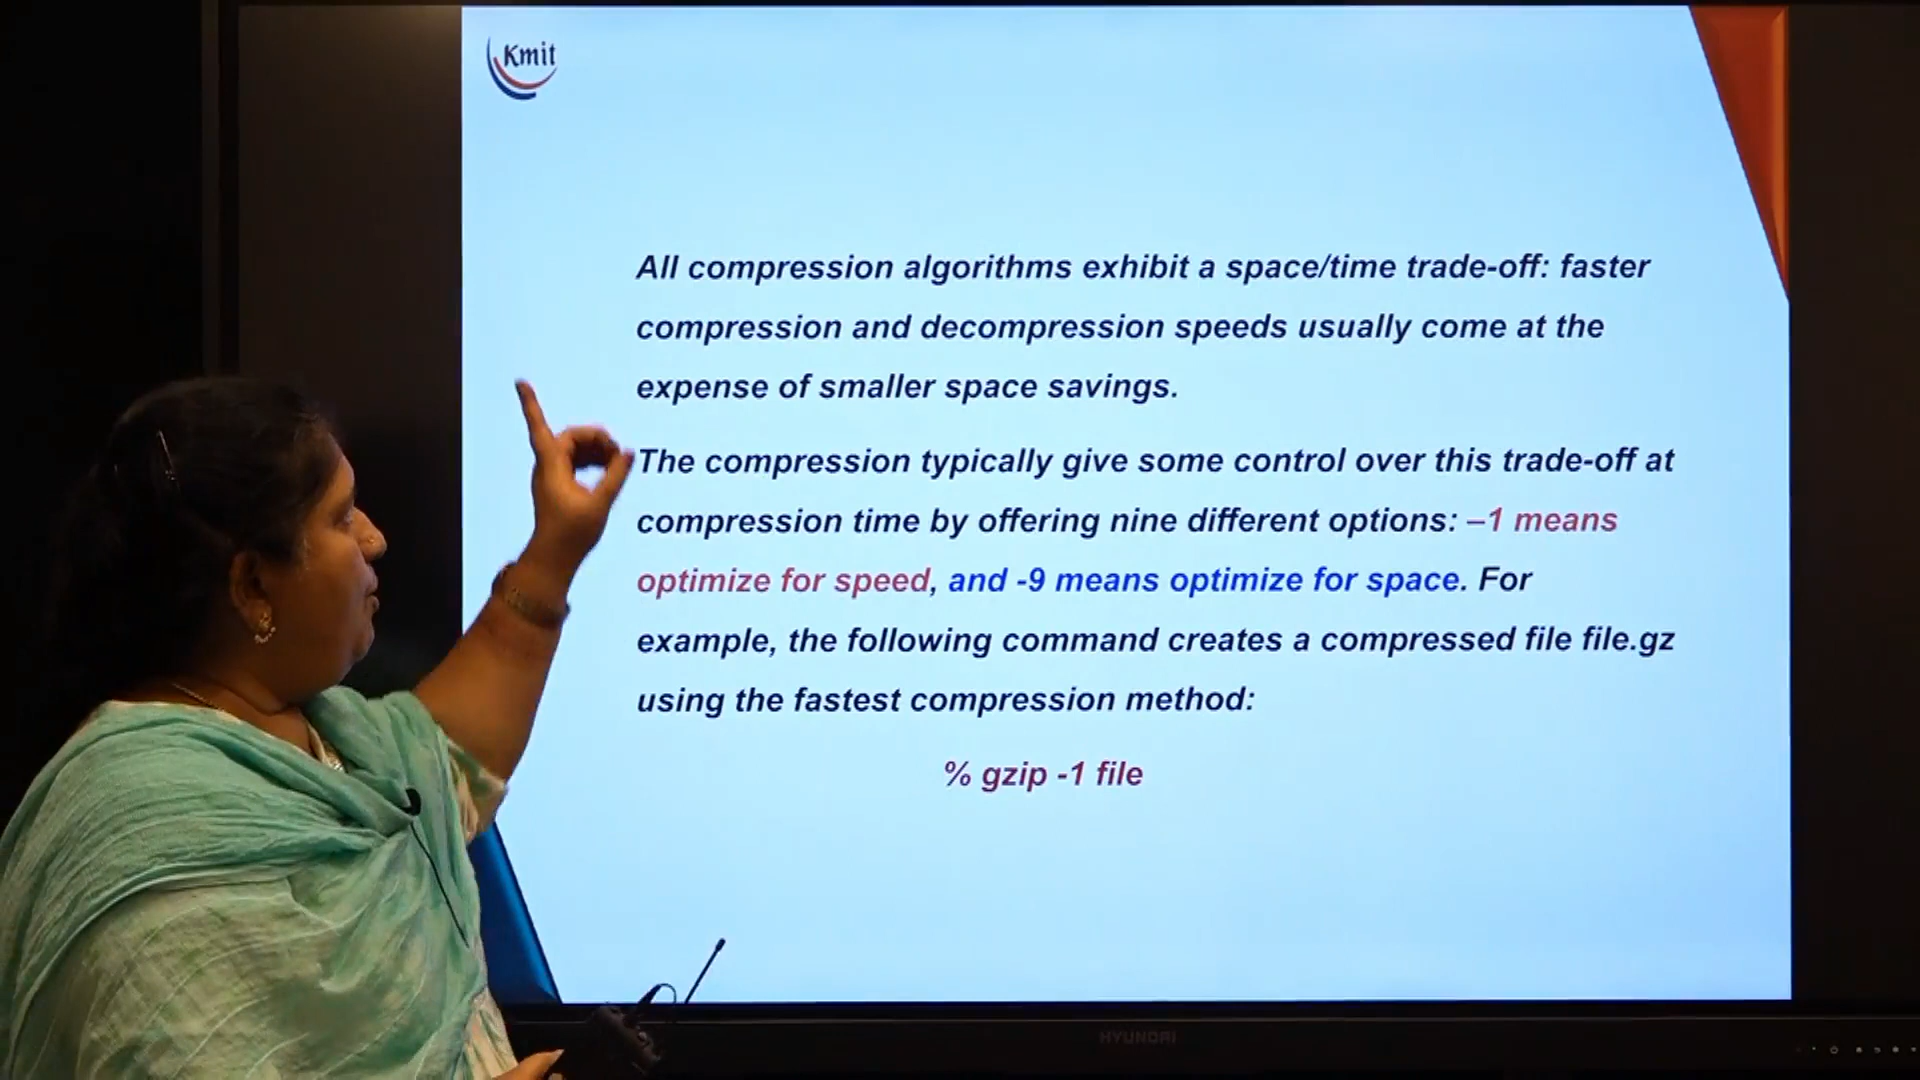 Kmit
All compression algorithms exhibit a space/time trade-off: faster
compression and decompression speeds usually come at the
expense of smaller space savings.
The compression typically give some control over this trade-off at
compression time by offering nine different options: –1 means
optimize for speed, and -9 means optimize for space. For
example, the following command creates a compressed file file.gz
using the fastest compression method:
% gzip -1 file
HYUNDAI